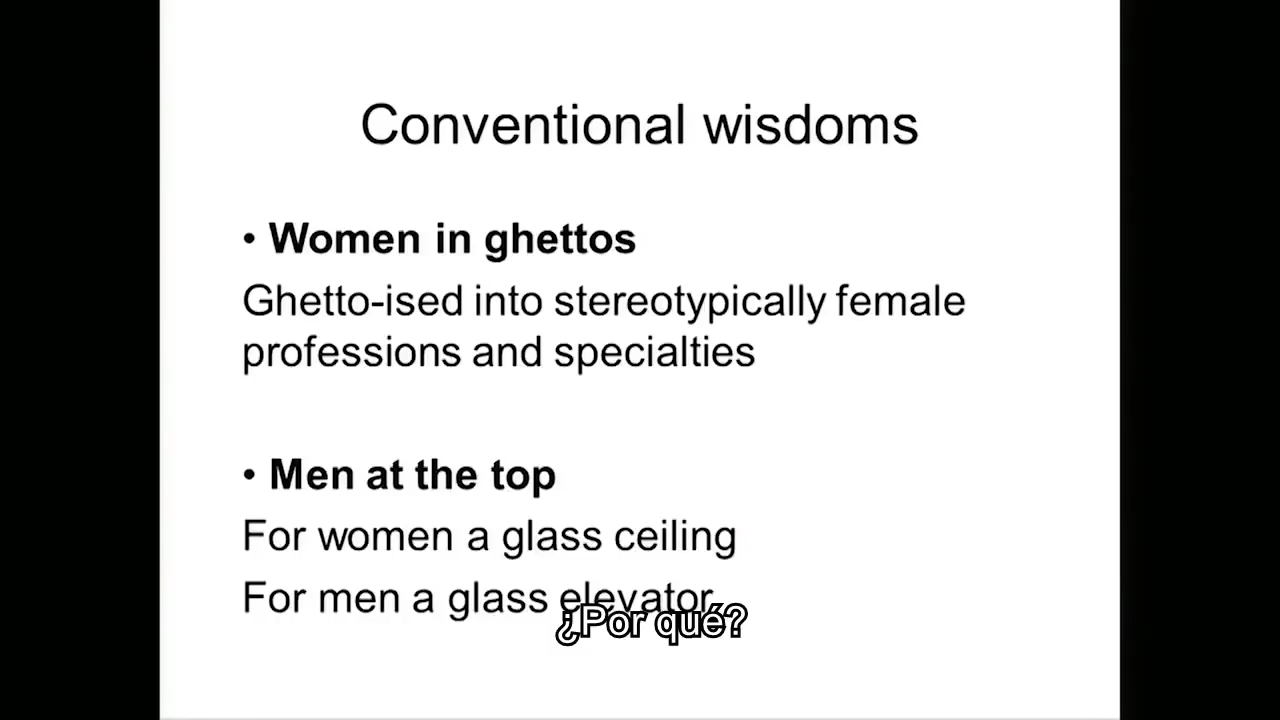 Conventional wisdoms
• Women in ghettos
Ghetto-ised into stereotypically female
professions and specialties
• Men at the top
For women a glass ceiling
For men a glass elevator
¿Por qué?